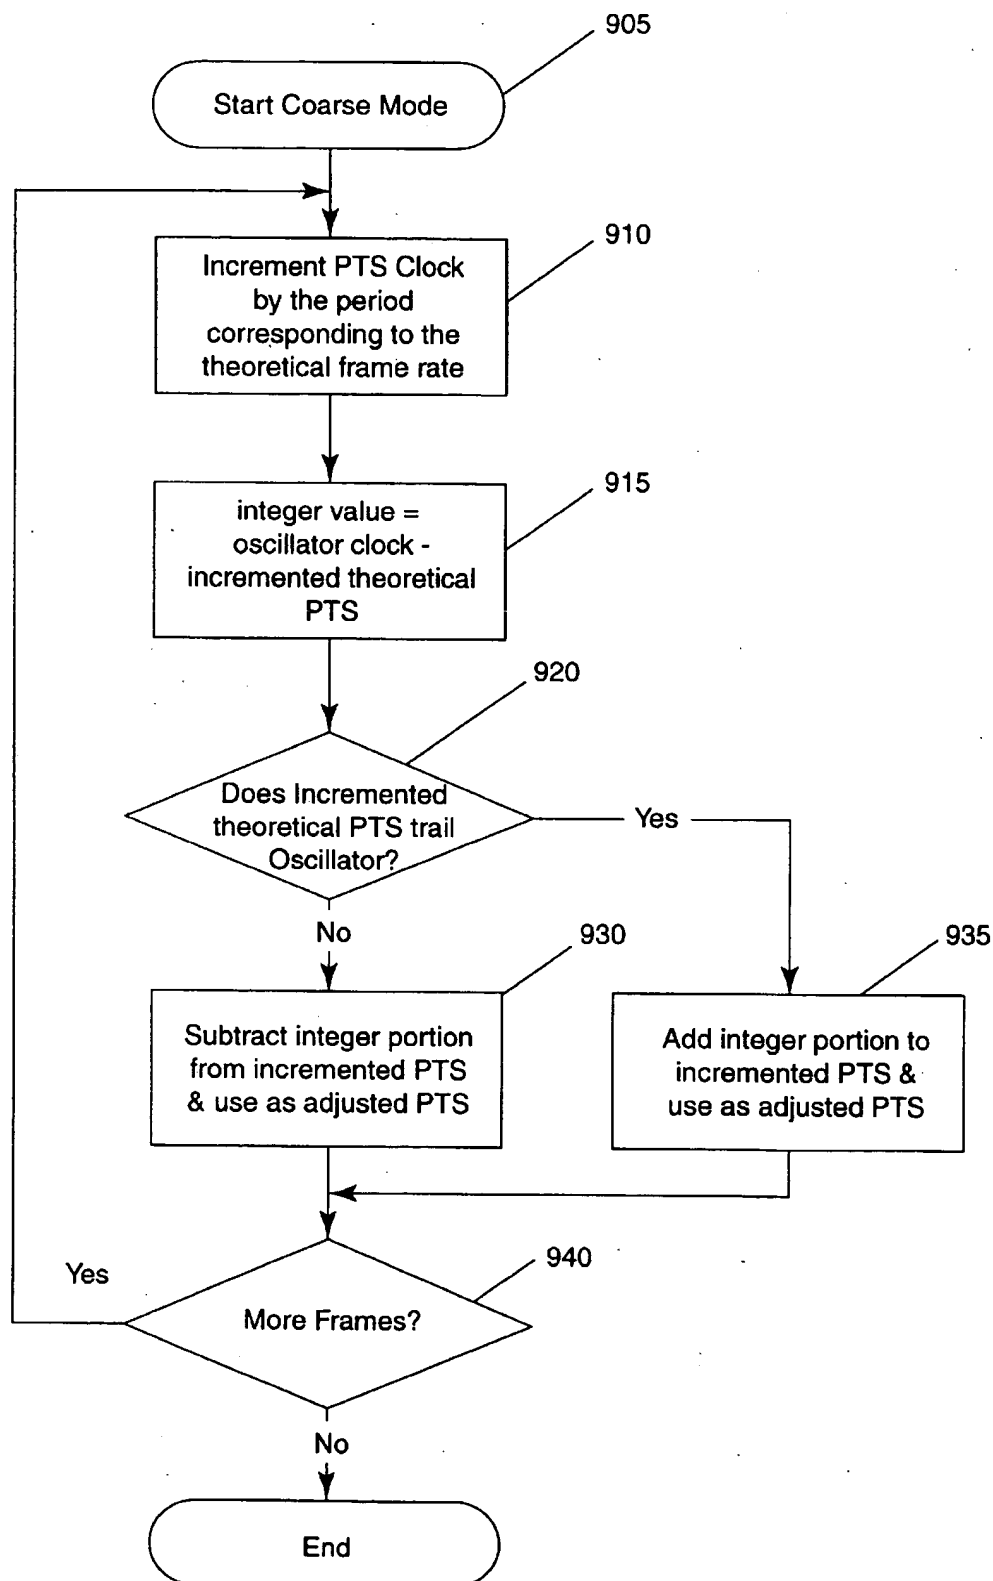 905
Start Coarse Mode
910
Increment PTS Clock
by the period
corresponding to the
theoretical frame rate
915
integer value =
oscillator clock -
incremented theoretical
PTS
920
Does Incremented
theoretical PTS trail
Oscillator?
Yes
No
930
935
Subtract integer portion
from incremented PTS
& use as adjusted PTS
Add integer portion to
incremented PTS &
use as adjusted PTS
940
Yes
More Frames?
No
End